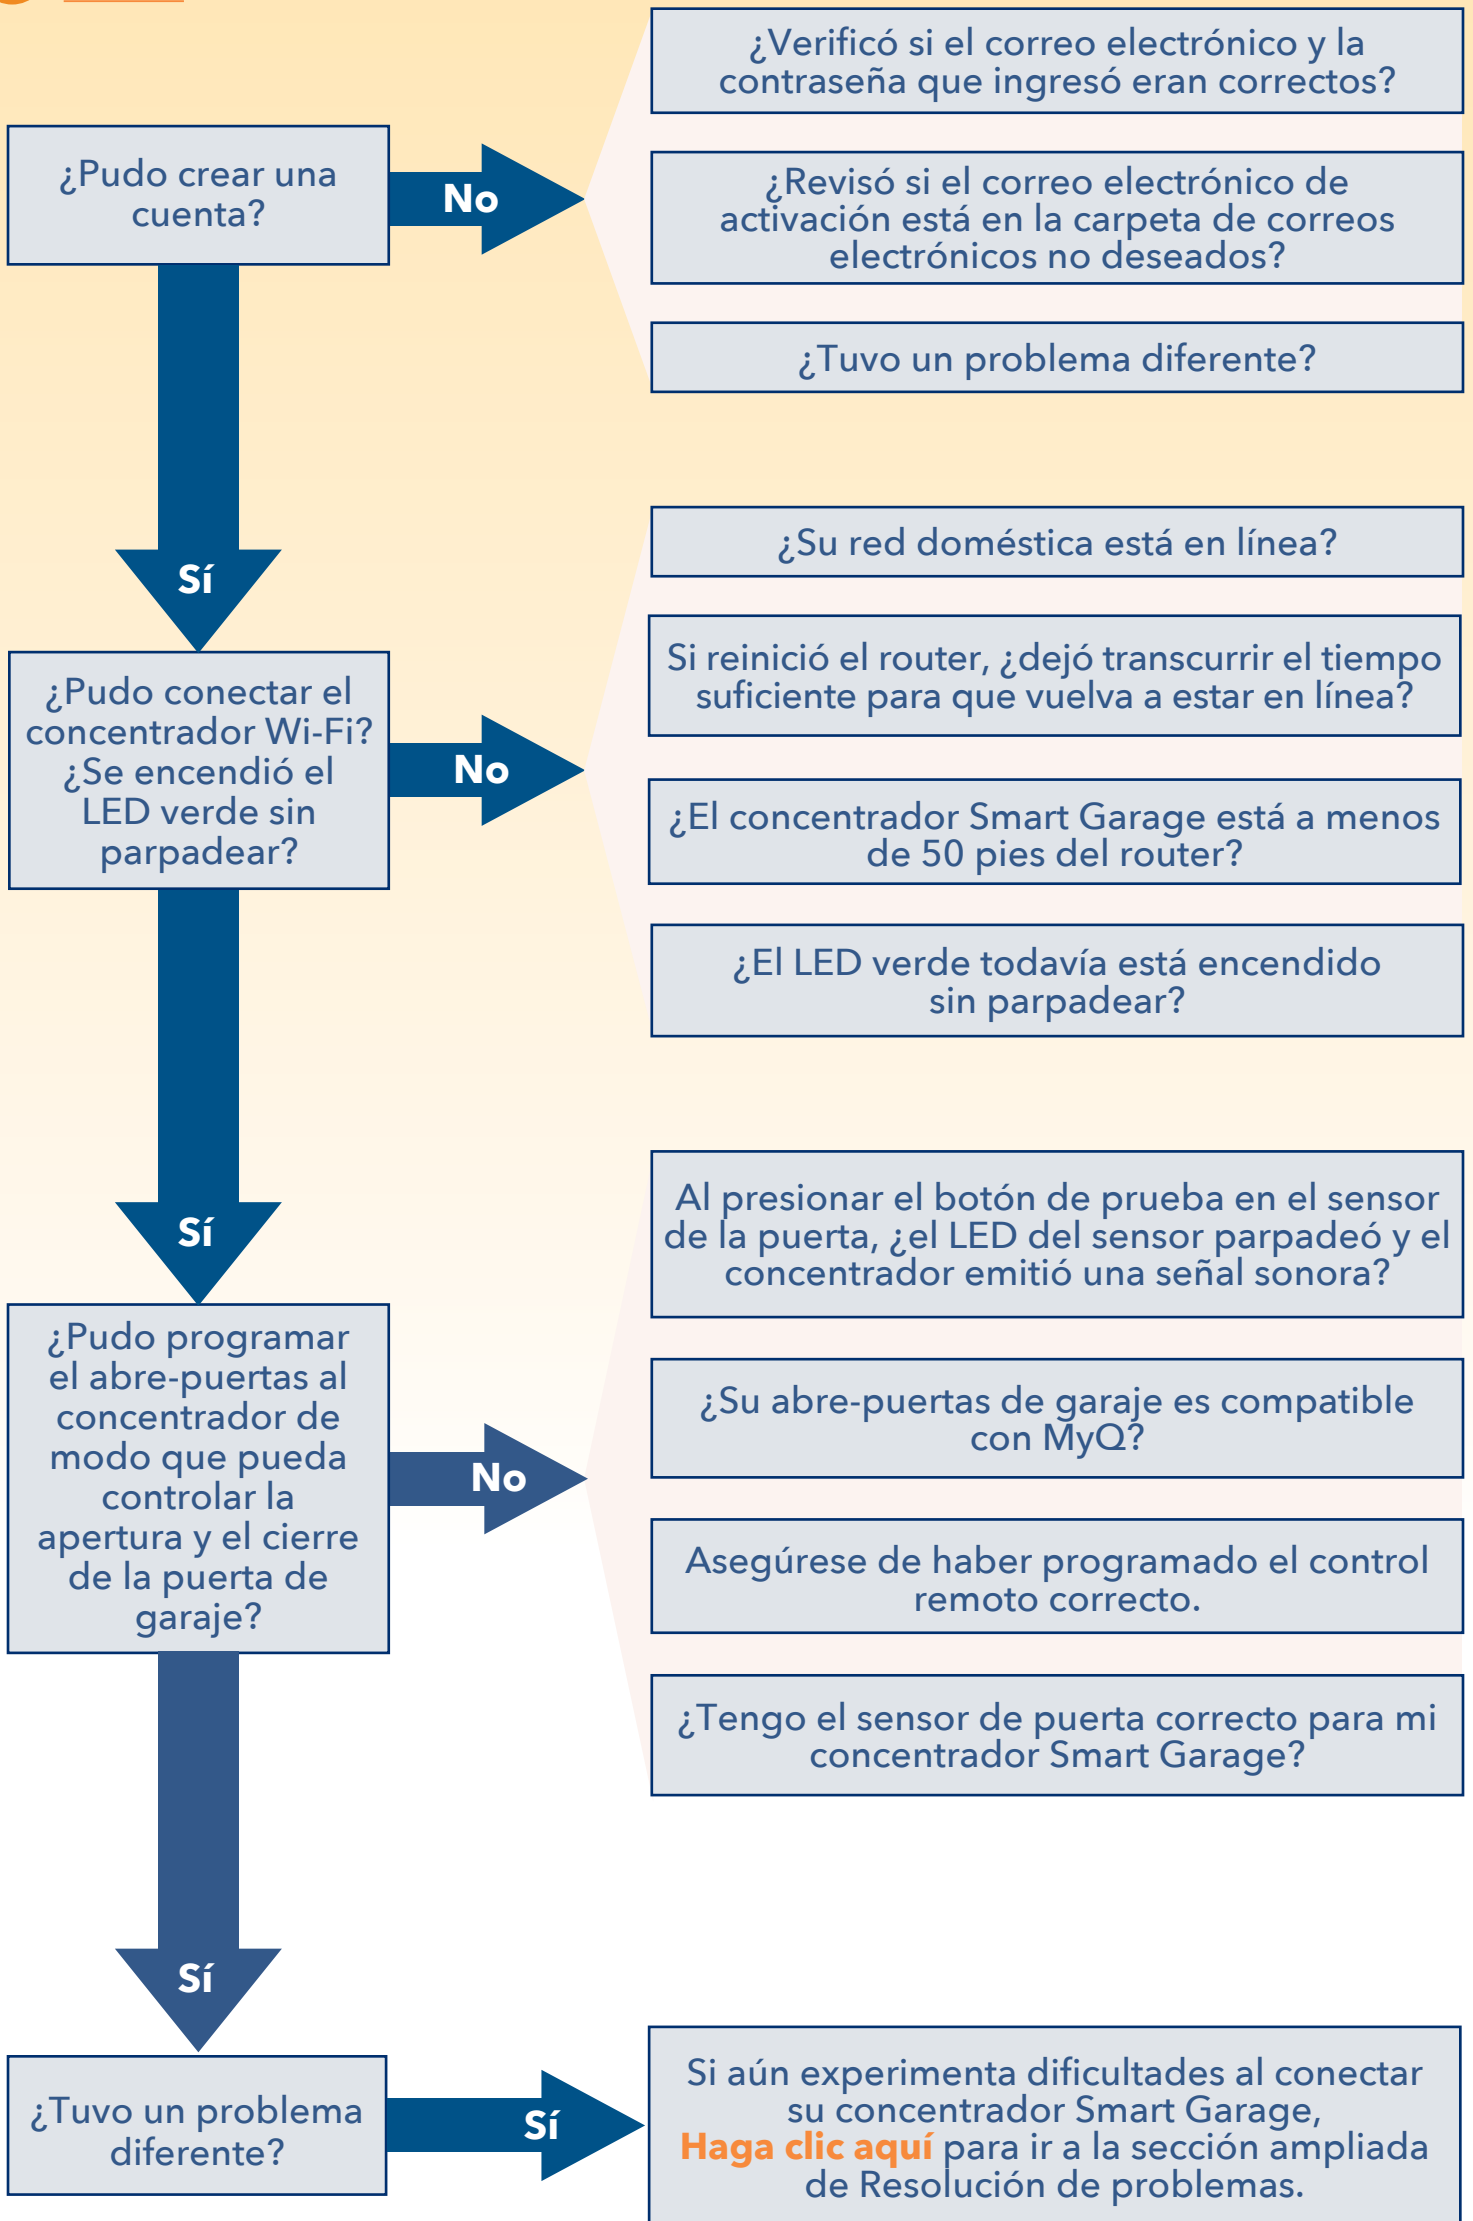 ¿Pudo crear una
cuenta?
No
¿Verificó si el correo electrónico y la
contraseña que ingresó eran correctos?
¿Revisó si el correo electrónico de
activación está en la carpeta de correos
electrónicos no deseados?
¿Tuvo un problema diferente?
Sí
¿Pudo conectar el
concentrador Wi-Fi?
¿Se encendió el
LED verde sin
parpadear?
No
¿Su red doméstica está en línea?
Si reinició el router, ¿dejó transcurrir el tiempo
suficiente para que vuelva a estar en línea?
¿El concentrador Smart Garage está a menos
de 50 pies del router?
¿El LED verde todavía está encendido
sin parpadear?
Sí
¿Pudo programar
el abre-puertas al
concentrador de
modo que pueda
controlar la
apertura y el cierre
de la puerta de
garaje?
No
Al presionar el botón de prueba en el sensor
de la puerta, ¿el LED del sensor parpadeó y el
concentrador emitió una señal sonora?
¿Su abre-puertas de garaje es compatible
con MyQ?
Asegúrese de haber programado el control
remoto correcto.
¿Tengo el sensor de puerta correcto para mi
concentrador Smart Garage?
Sí
¿Tuvo un problema
diferente?
Sí
Si aún experimenta dificultades al conectar
su concentrador Smart Garage,
Haga clic aquí para ir a la sección ampliada
de Resolución de problemas.